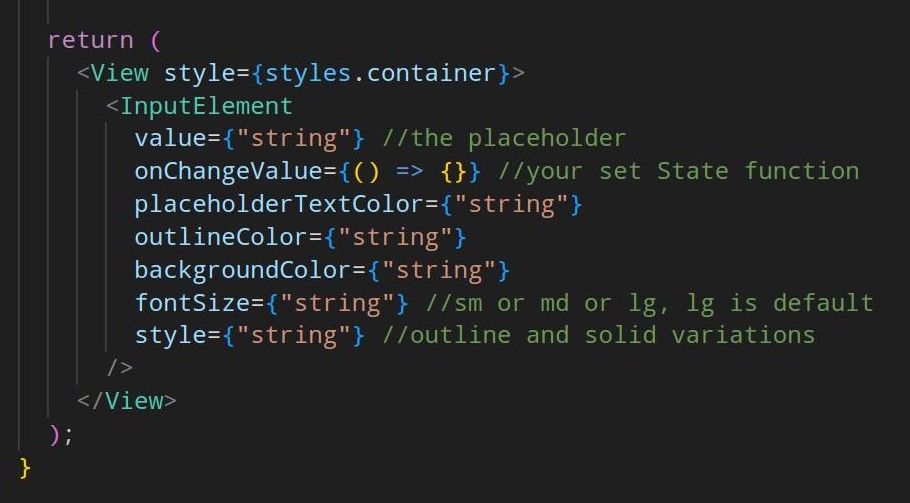 return (
<View style={styles.container}>
<InputElement
value={"string"} //the placeholder
onChangeValue={() => {}} //your set State function
placeholderTextColor={"string"}
outlineColor={"string"}
backgroundColor={"string"}
fontSize={"string"} //sm or md or lg, lg is default
style={"string"} //outline and solid variations
/>
</View>
);
}